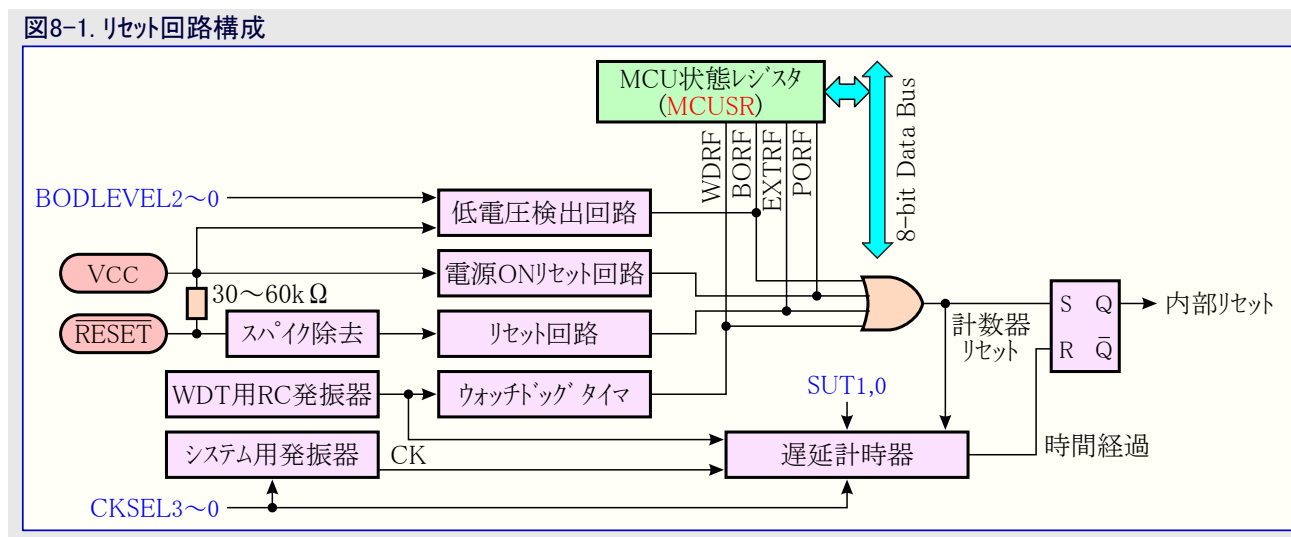 図8-1. リセット回路構成
MCU状態レジスタ
(MCUSR)
8-bit Data Bus
WDRF
BORF
EXTRF
PORF
BODLEVEL2～0
低電圧検出回路
VCC
電源ONリセット回路
30～60kΩ
RESET
スパイク除去
リセット回路
S Q
R Q
内部リセット
計数器
リセット
WDT用RC発振器
ウォッチドッグ タイマ
SUT1,0
システム用発振器
CK
遅延計時器
時間経過
CKSEL3～0